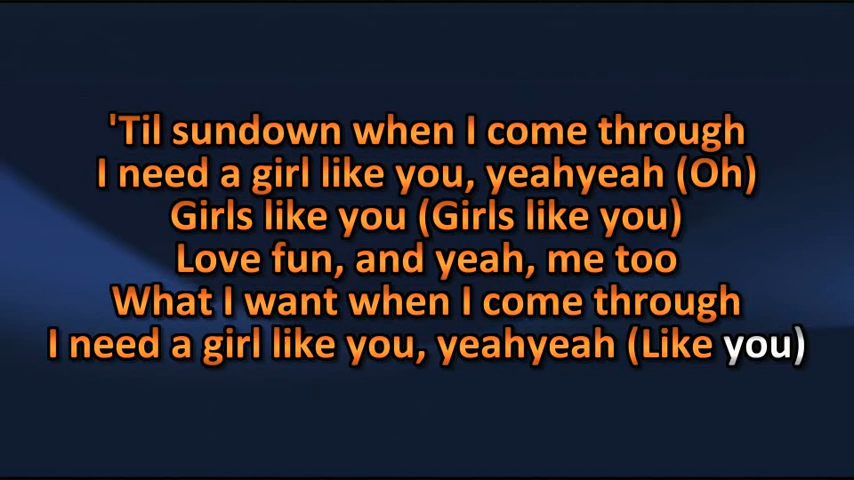 'Til sundown when I come through
I need a girl like you, yeahyeah (Oh)
Girls like you (Girls like you)
Love fun, and yeah, me too
What I want when I come through
I need a girl like you, yeahyeah (Like you)